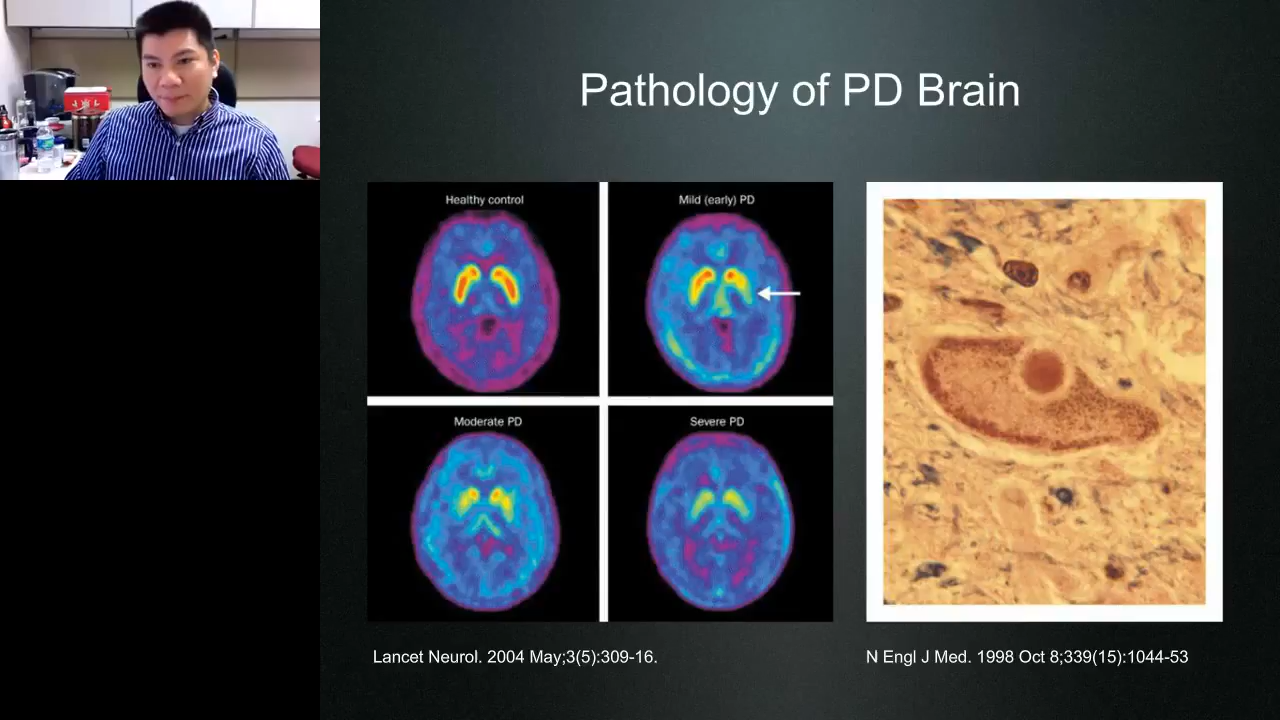 Pathology of PD Brain
Healthy control
Mild (early) PD
Moderate PD
Severe PD
Lancet Neurol. 2004 May;3(5):309-16.
N Engl J Med. 1998 Oct 8;339(15):1044-53